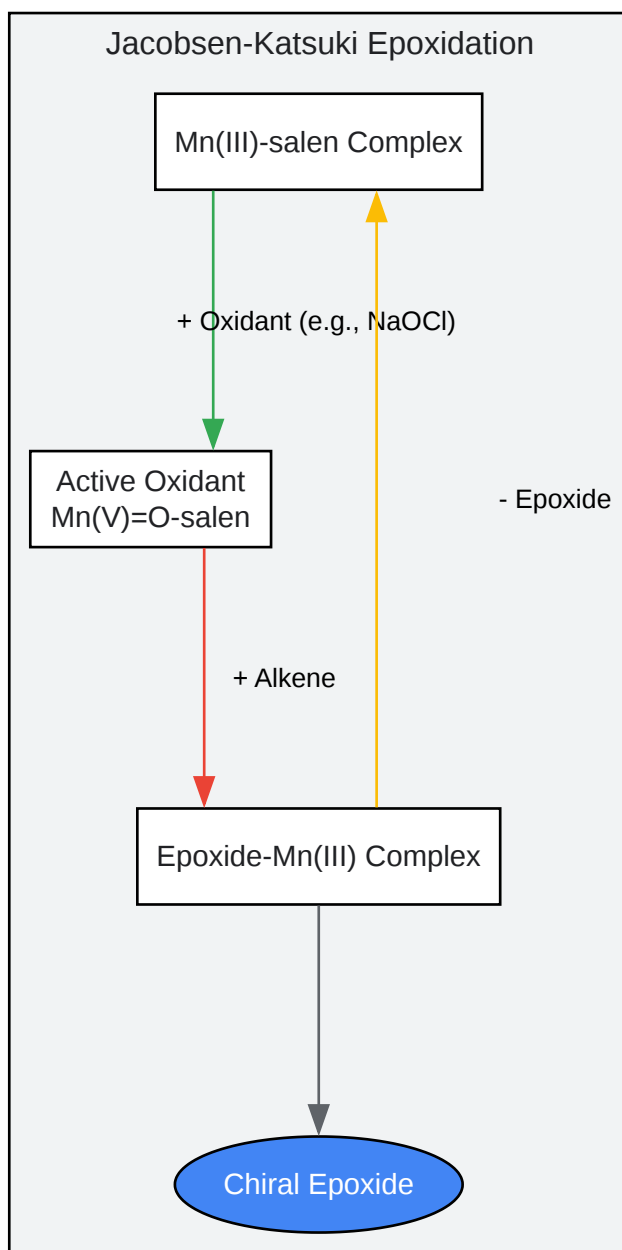 Jacobsen-Katsuki Epoxidation
Mn(III)-salen Complex
+ Oxidant (e.g., NaOCl)
Active Oxidant
Mn(V)=O-salen
- Epoxide
+ Alkene
Epoxide-Mn(III) Complex
Chiral Epoxide